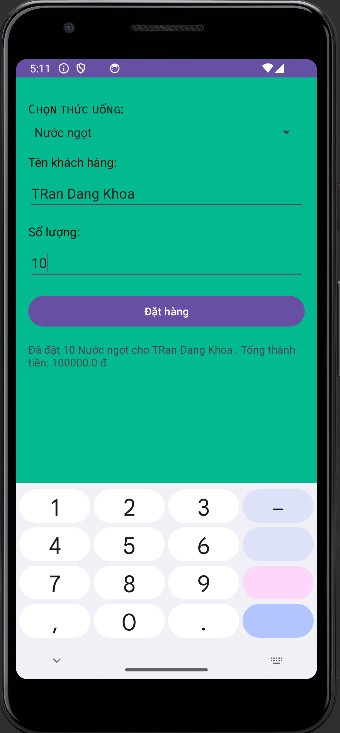 5:11
Chọn thức uống:
Nước ngọt
Tên khách hàng:
TRan Dang Khoa
Số lượng:
10
Đặt hàng
Đã đặt 10 Nước ngọt cho TRan Dang Khoa . Tổng thành
tiền: 100000.0 đ
1 2 3 –
4 5 6
7 8 9
, 0 .